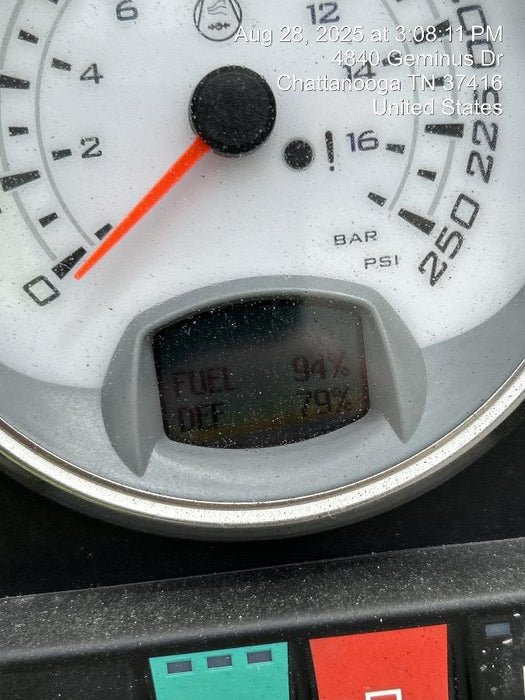 Aug 28, 2025 at 3:08:11 PM
4840 Geminus Dr
Chattanooga TN 37416
United States
6
12
4
14
2
!
16
225
0
BAR
PSI
250
FUEL 94%
DEF 79%